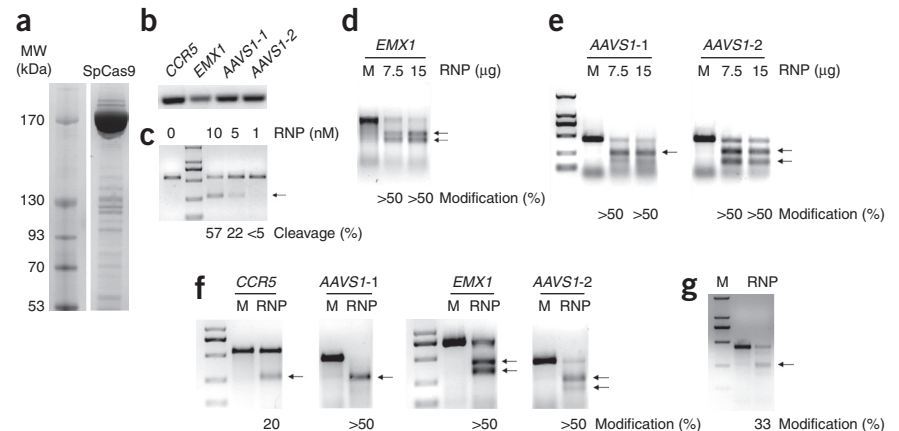 a
MW
(kDa)
SpCas9
170
130
93
70
53
b
CCR5
EMX1
AAVS1-1
AAVS1-2
c
0 10 5 1 RNP (nM)
57 22 <5 Cleavage (%)
d
EMX1
M 7.5 15 RNP (μg)
>50 >50 Modification (%)
e
AAVS1-1 AAVS1-2
M 7.5 15 M 7.5 15 RNP (μg)
>50 >50 >50 >50 Modification (%)
f
CCR5 AAVS1-1 EMX1 AAVS1-2
M RNP M RNP M RNP M RNP
20 >50 >50 >50 Modification (%)
g
M RNP
33 Modification (%)